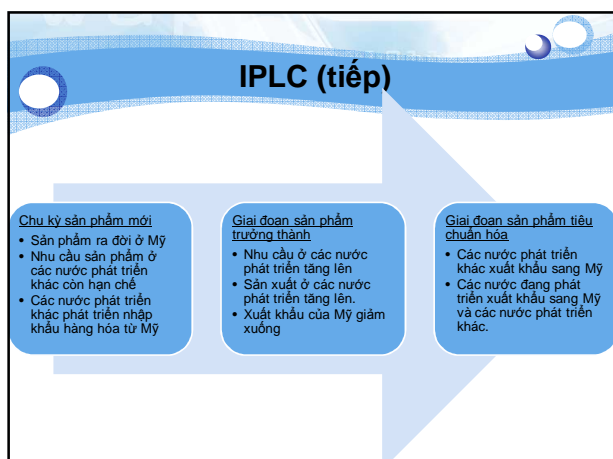 IPLC (tiếp)
Chu kỳ sản phẩm mới
• Sản phẩm ra đời ở Mỹ
• Nhu cầu sản phẩm ở
các nước phát triển
khác còn hạn chế
• Các nước phát triển
khác phát triển nhập
khẩu hàng hóa từ Mỹ
Giai đoan sản phẩm
trưởng thành
• Nhu cầu ở các nước
phát triển tăng lên
• Sản xuất ở các nước
phát triển tăng lên.
• Xuất khẩu của Mỹ giảm
xuống
Giai đoan sản phẩm tiêu
chuẩn hóa
• Các nước phát triển
khác xuất khẩu sang Mỹ
• Các nước đang phát
triển xuất khẩu sang Mỹ
và các nước phát triển
khác.